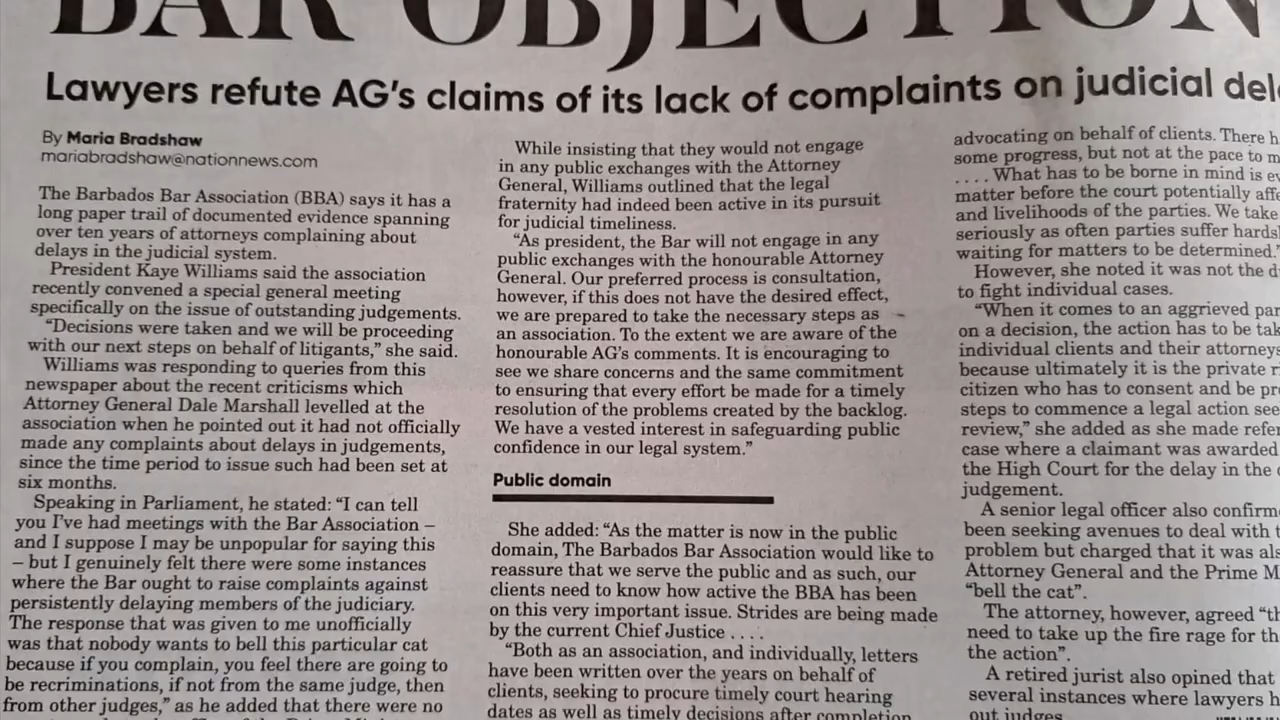 BAR OBJECTION
Lawyers refute AG's claims of its lack of complaints on judicial
By Maria Bradshaw
mariabradshaw@nationnews.com
The Barbados Bar Association (BBA) says it has a
long paper trail of documented evidence spanning
over ten years of attorneys complaining about
delays in the judicial system.
President Kaye Williams said the association
recently convened a special general meeting
specifically on the issue of outstanding judgements.
"Decisions were taken and we will be proceeding
with our next steps on behalf of litigants," she said.
Williams was responding to queries from this
newspaper about the recent criticisms which
Attorney General Dale Marshall levelled at the
association when he pointed out it had not officially
made any complaints about delays in judgements,
since the time period to issue such had been set at
six months.
Speaking in Parliament, he stated: "I can tell
you I've had meetings with the Bar Association –
and I suppose I may be unpopular for saying this
– but I genuinely felt there were some instances
where the Bar ought to raise complaints against
persistently delaying members of the judiciary.
The response that was given to me unofficially
was that nobody wants to bell this particular cat
because if you complain, you feel there are going to
be recriminations, if not from the same judge, then
from other judges," as he added that there were no
While insisting that they would not engage
in any public exchanges with the Attorney
General, Williams outlined that the legal
fraternity had indeed been active in its pursuit
for judicial timeliness.
"As president, the Bar will not engage in any
public exchanges with the honourable Attorney
General. Our preferred process is consultation,
however, if this does not have the desired effect,
we are prepared to take the necessary steps as
an association. To the extent we are aware of the
honourable AG's comments. It is encouraging to
see we share concerns and the same commitment
to ensuring that every effort be made for a timely
resolution of the problems created by the backlog.
We have a vested interest in safeguarding public
confidence in our legal system."
Public domain
She added: "As the matter is now in the public
domain, The Barbados Bar Association would like to
reassure that we serve the public and as such, our
clients need to know how active the BBA has been
on this very important issue. Strides are being made
by the current Chief Justice . . . .
"Both as an association, and individually, letters
have been written over the years on behalf of
clients, seeking to procure timely court hearing
dates as well as timely decisions after completion
advocating on behalf of clients. There
some progress, but not at the pace to
. . . . What has to be borne in mind is
matter before the court potentially
and livelihoods of the parties. We take
seriously as often parties suffer
waiting for matters to be determined.
However, she noted it was not the
to fight individual cases.
"When it comes to an aggrieved
on a decision, the action has to be
individual clients and their attorneys
because ultimately it is the private
citizen who has to consent and be
steps to commence a legal action
review," she added as she made
case where a claimant was awarded
the High Court for the delay in the
judgement.
A senior legal officer also
been seeking avenues to deal with
problem but charged that it was
Attorney General and the Prime
"bell the cat".
The attorney, however, agreed
need to take up the fire rage for
the action".
A retired jurist also opined that
several instances where lawyers
out judges